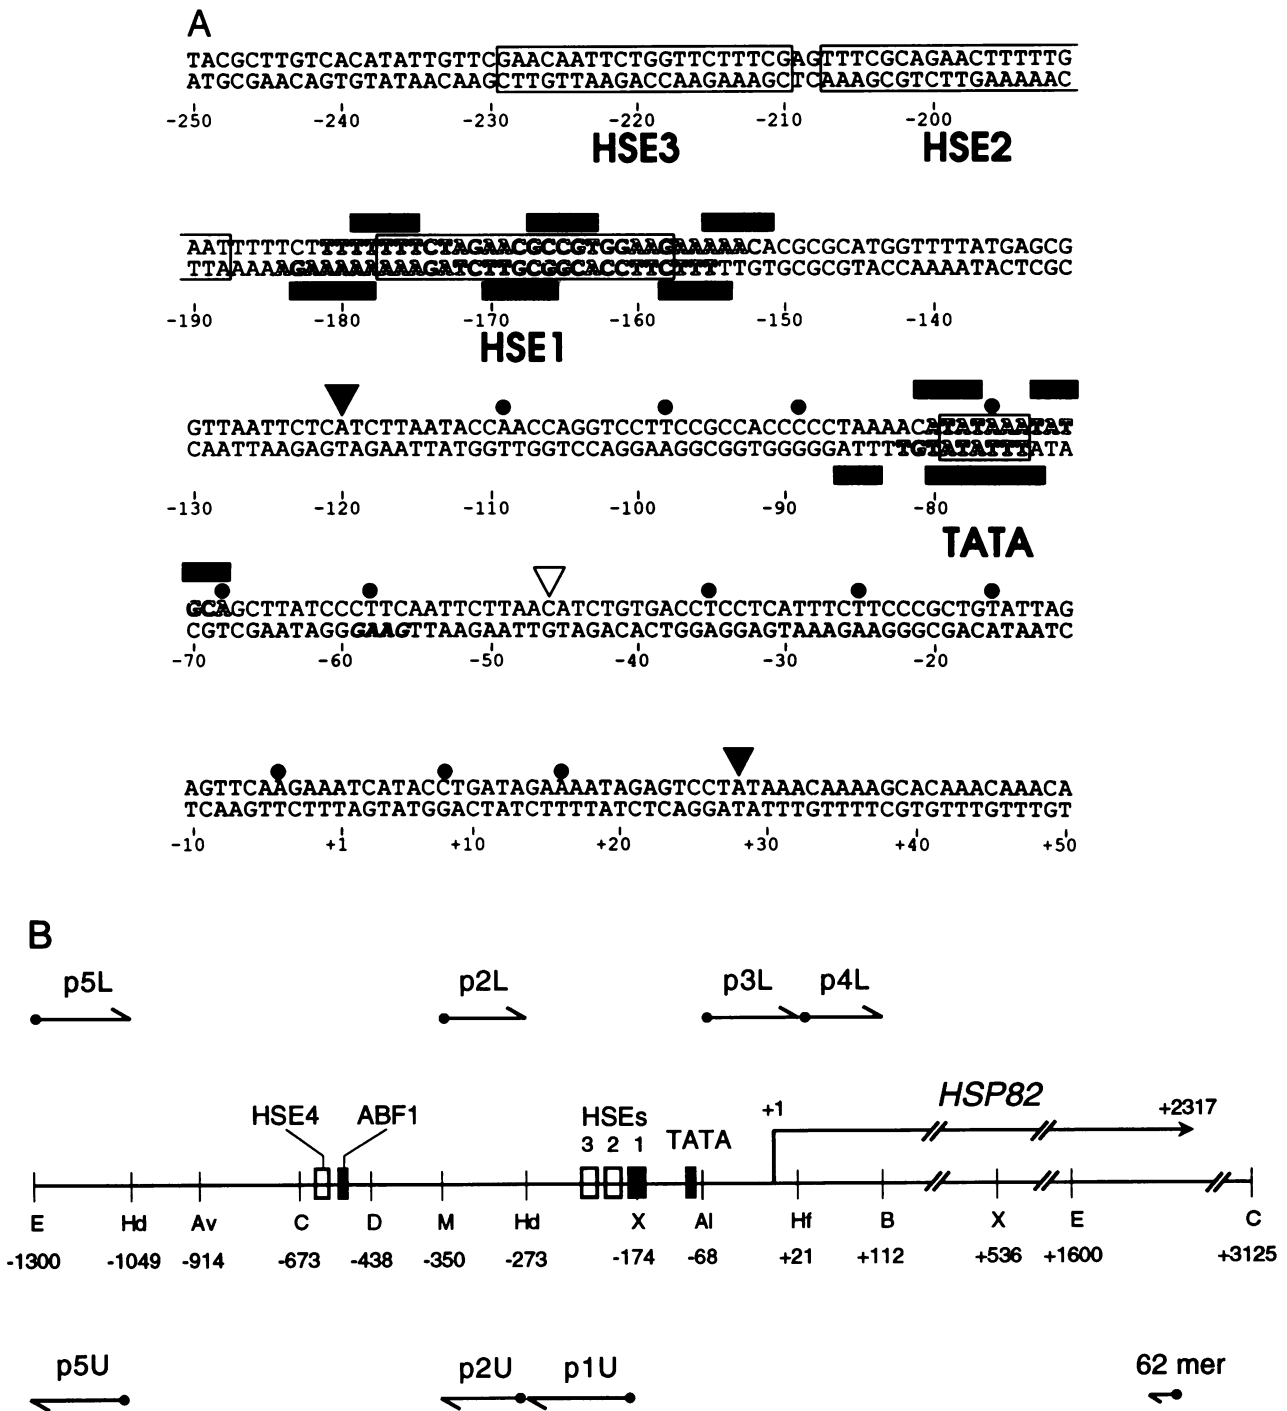 A
TACGCTTGTCACATATTGTTCGAACAATTCTGGTTCTTTCGAGTTTCGCAGAACTTTTTG
ATGCGAACAGTGTATAACAAGCTTGTTAAGACCAAGAAAGCTCAAAGCGTCTTGAAAAAC
-250 -240 -230 -220 -210 -200
HSE3 HSE2
AATTTTTCTTTTTTTTTCTAGAACGCCGTGGAAGAAAAACACGCGCATGGTTTTATGAGCG
TTAAAAAGAAAAAAAAAGATCTTGCGGCACCTTCTTTTTGTGCGCGTACCAAAATACTCGC
-190 -180 -170 -160 -150 -140
HSE1
GTTAATTCTCATCTTAATACCAACCAGGTCCTTCCGCCACCCCCTAAAACATATAAATAT
CAATTAAGAGTAGAATTATGGTTGGTCCAGGAAGGCGGTGGGGGATTTTGTATATTTATA
-130 -120 -110 -100 -90 -80
TATA
GCAGCTTATCCCTTCAATTCTTAACATCTGTGACCTCCTCATTTCTTCCCGCTGTATTAG
CGTCGAATAGGGAAGTTAAGAATTGTAGACACTGGAGGAGTAAAGAAGGGCGACATAATC
-70 -60 -50 -40 -30 -20
AGTTCAAGAAATCATACCTGATAGAAAATAGAGTCCTATAAACAAAAGCACAAACAAACA
TCAAGTTCTTTAGTATGGACTATCTTTTATCTCAGGATATTTGTTTTCGTGTTTGTTTGT
-10 +1 +10 +20 +30 +40 +50
B
p5L p2L p3L p4L
HSE4 ABF1 HSEs TATA +1 HSP82 +2317
3 2 1
E Hd Av C D M Hd X Al Hf B X E C
-1300 -1049 -914 -673 -438 -350 -273 -174 -68 +21 +112 +536 +1600 +3125
p5U p2U p1U 62 mer